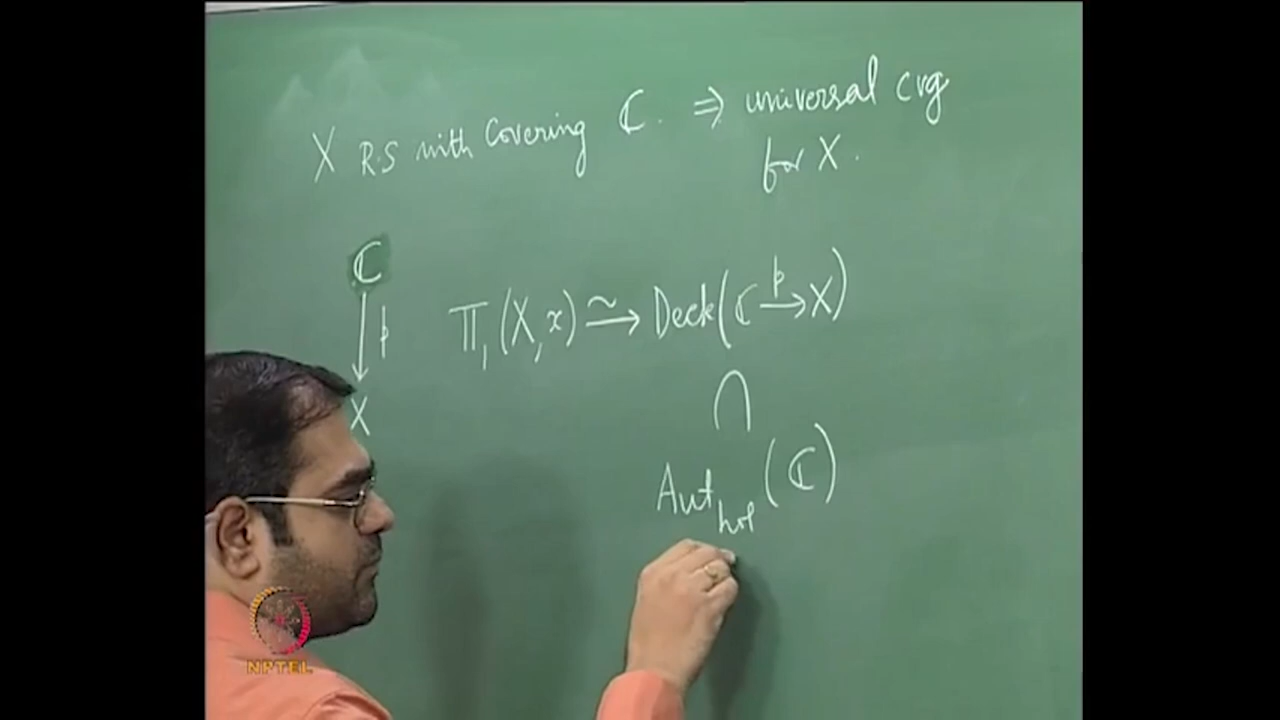 X R.S with Covering ℂ. ⇒ universal cvg
for X.
ℂ
↓ p
X
π₁(X, x) ⥲ Deck(ℂ →ᵖ X)
∩
Aut_hol(ℂ)
NPTEL